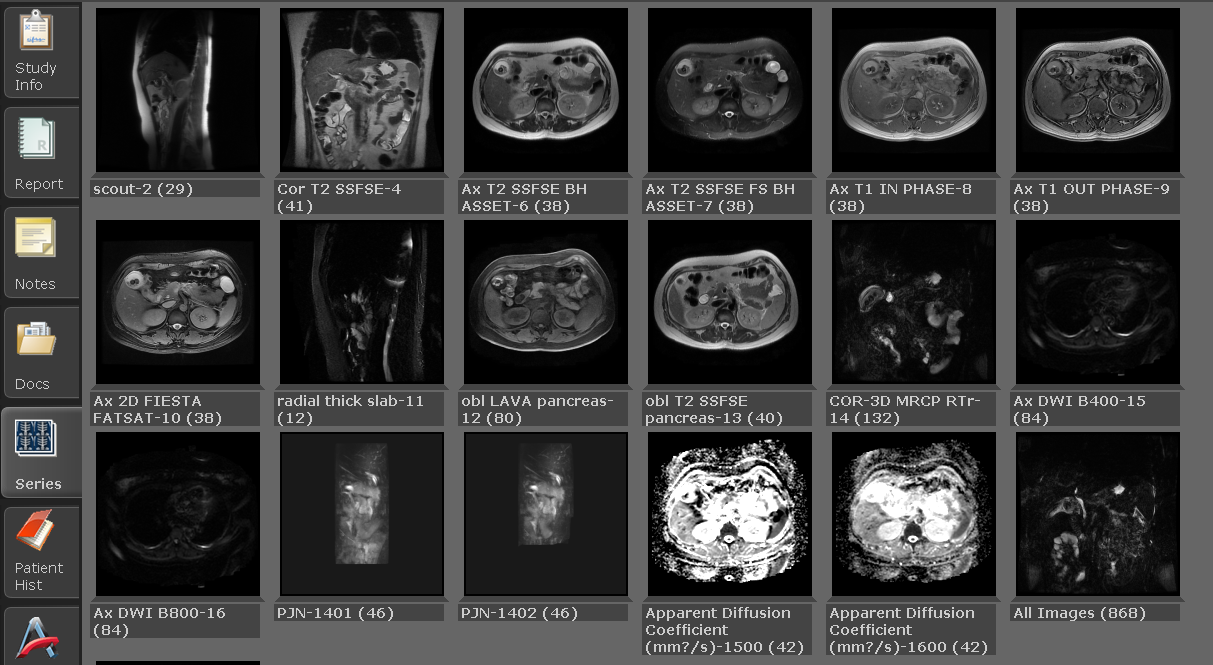 Study
Info
Report
Notes
Docs
Series
Patient
Hist
scout-2 (29)
Cor T2 SSFSE-4
(41)
Ax T2 SSFSE BH
ASSET-6 (38)
Ax T2 SSFSE FS BH
ASSET-7 (38)
Ax T1 IN PHASE-8
(38)
Ax T1 OUT PHASE-9
(38)
Ax 2D FIESTA
FATSAT-10 (38)
radial thick slab-11
(12)
obl LAVA pancreas-
12 (80)
obl T2 SSFSE
pancreas-13 (40)
COR-3D MRCP RTr-
14 (132)
Ax DWI B400-15
(84)
Ax DWI B800-16
(84)
PJN-1401 (46)
PJN-1402 (46)
Apparent Diffusion
Coefficient
(mm?/s)-1500 (42)
Apparent Diffusion
Coefficient
(mm?/s)-1600 (42)
All Images (868)